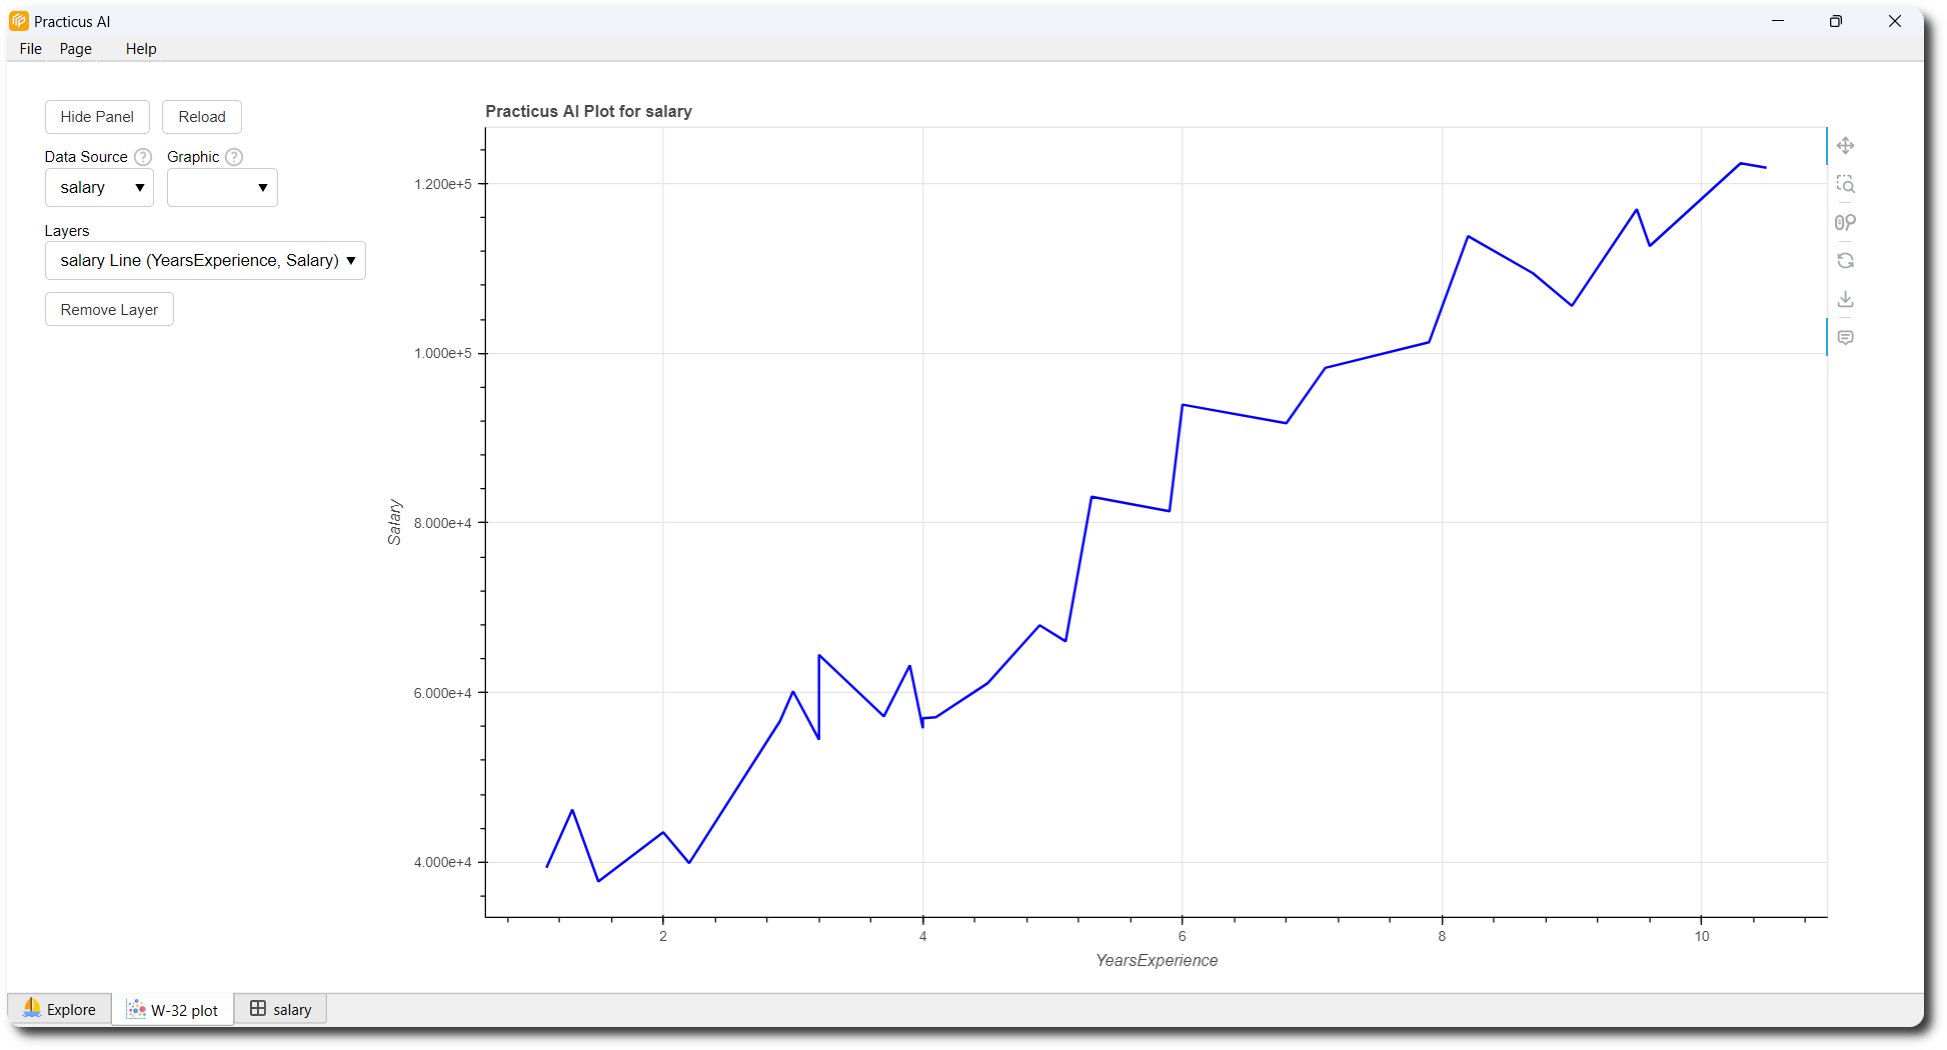 Practicus AI
File Page Help
Hide Panel Reload
Data Source ? Graphic ?
salary
Layers
salary Line (YearsExperience, Salary)
Remove Layer
Practicus AI Plot for salary
1.200e+5
1.000e+5
8.000e+4
6.000e+4
4.000e+4
Salary
2 4 6 8 10
YearsExperience
Explore W-32 plot salary